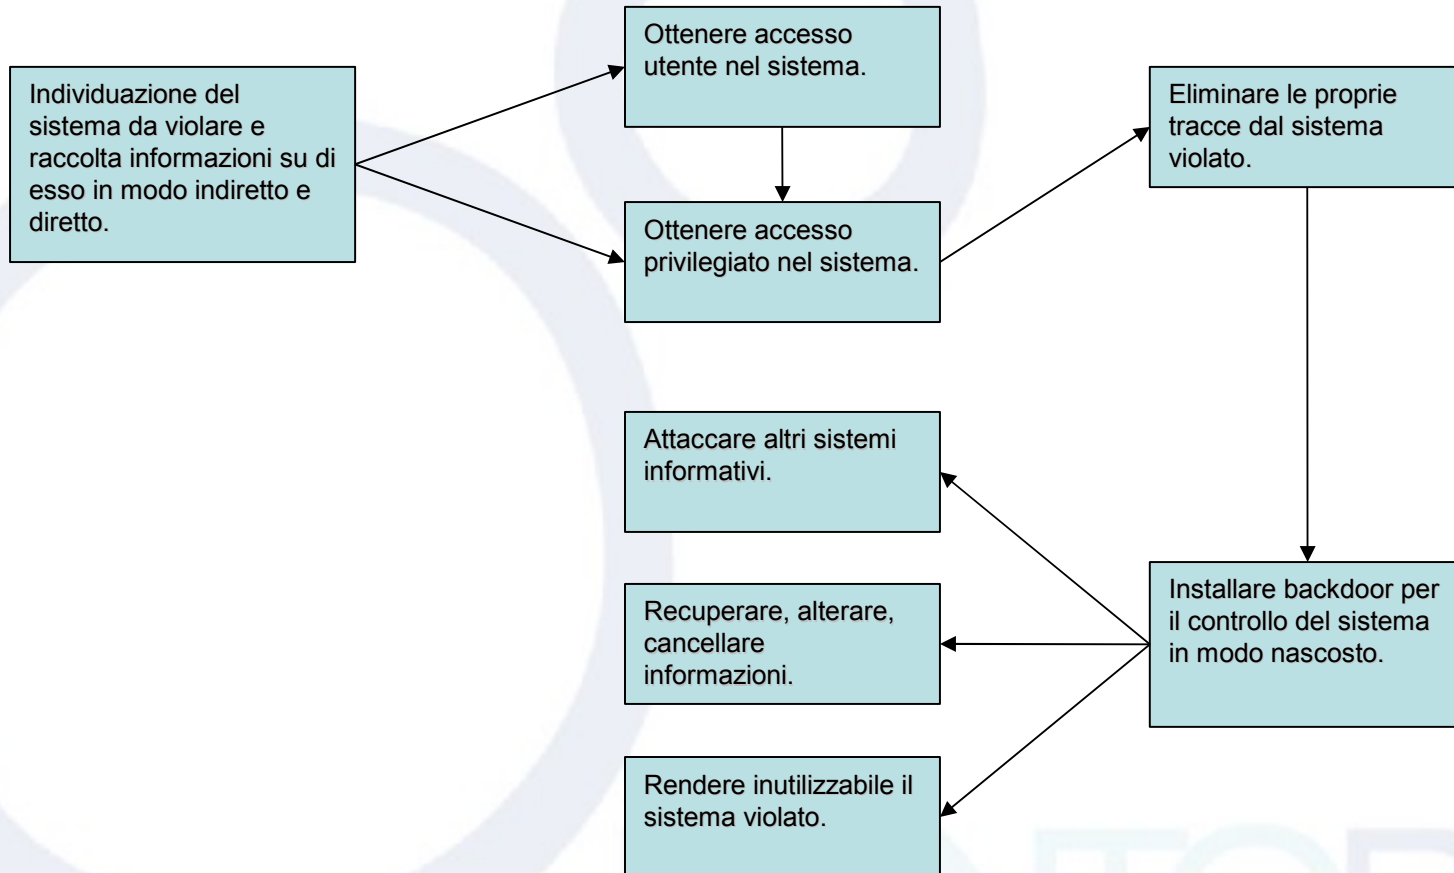 Individuazione del
sistema da violare e
raccolta informazioni su di
esso in modo indiretto e
diretto.
Ottenere accesso
utente nel sistema.
Ottenere accesso
privilegiato nel sistema.
Eliminare le proprie
tracce dal sistema
violato.
Installare backdoor per
il controllo del sistema
in modo nascosto.
Attaccare altri sistemi
informativi.
Recuperare, alterare,
cancellare
informazioni.
Rendere inutilizzabile il
sistema violato.